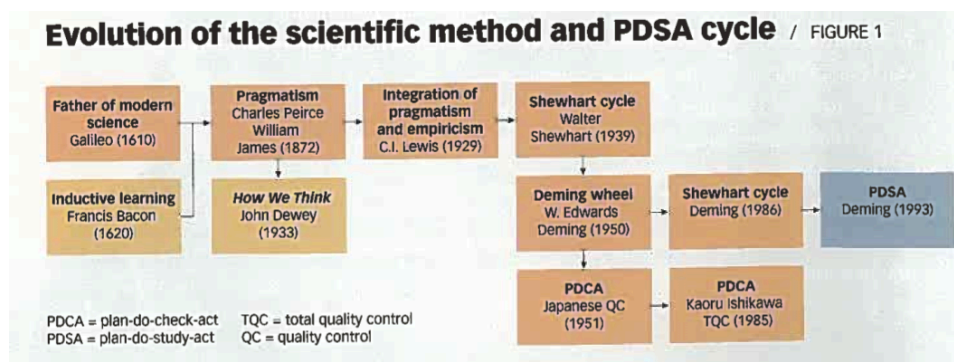 Evolution of the scientific method and PDSA cycle / FIGURE 1
Father of modern
science
Galileo (1610)
Inductive learning
Francis Bacon
(1620)
Pragmatism
Charles Peirce
William
James (1872)
How We Think
John Dewey
(1933)
Integration of
pragmatism
and empiricism
C.I. Lewis (1929)
Shewhart cycle
Walter
Shewhart (1939)
Deming wheel
W. Edwards
Deming (1950)
Shewhart cycle
Deming (1986)
PDSA
Deming (1993)
PDCA
Japanese QC
(1951)
PDCA
Kaoru Ishikawa
TQC (1985)
PDCA = plan-do-check-act
PDSA = plan-do-study-act
TQC = total quality control
QC = quality control